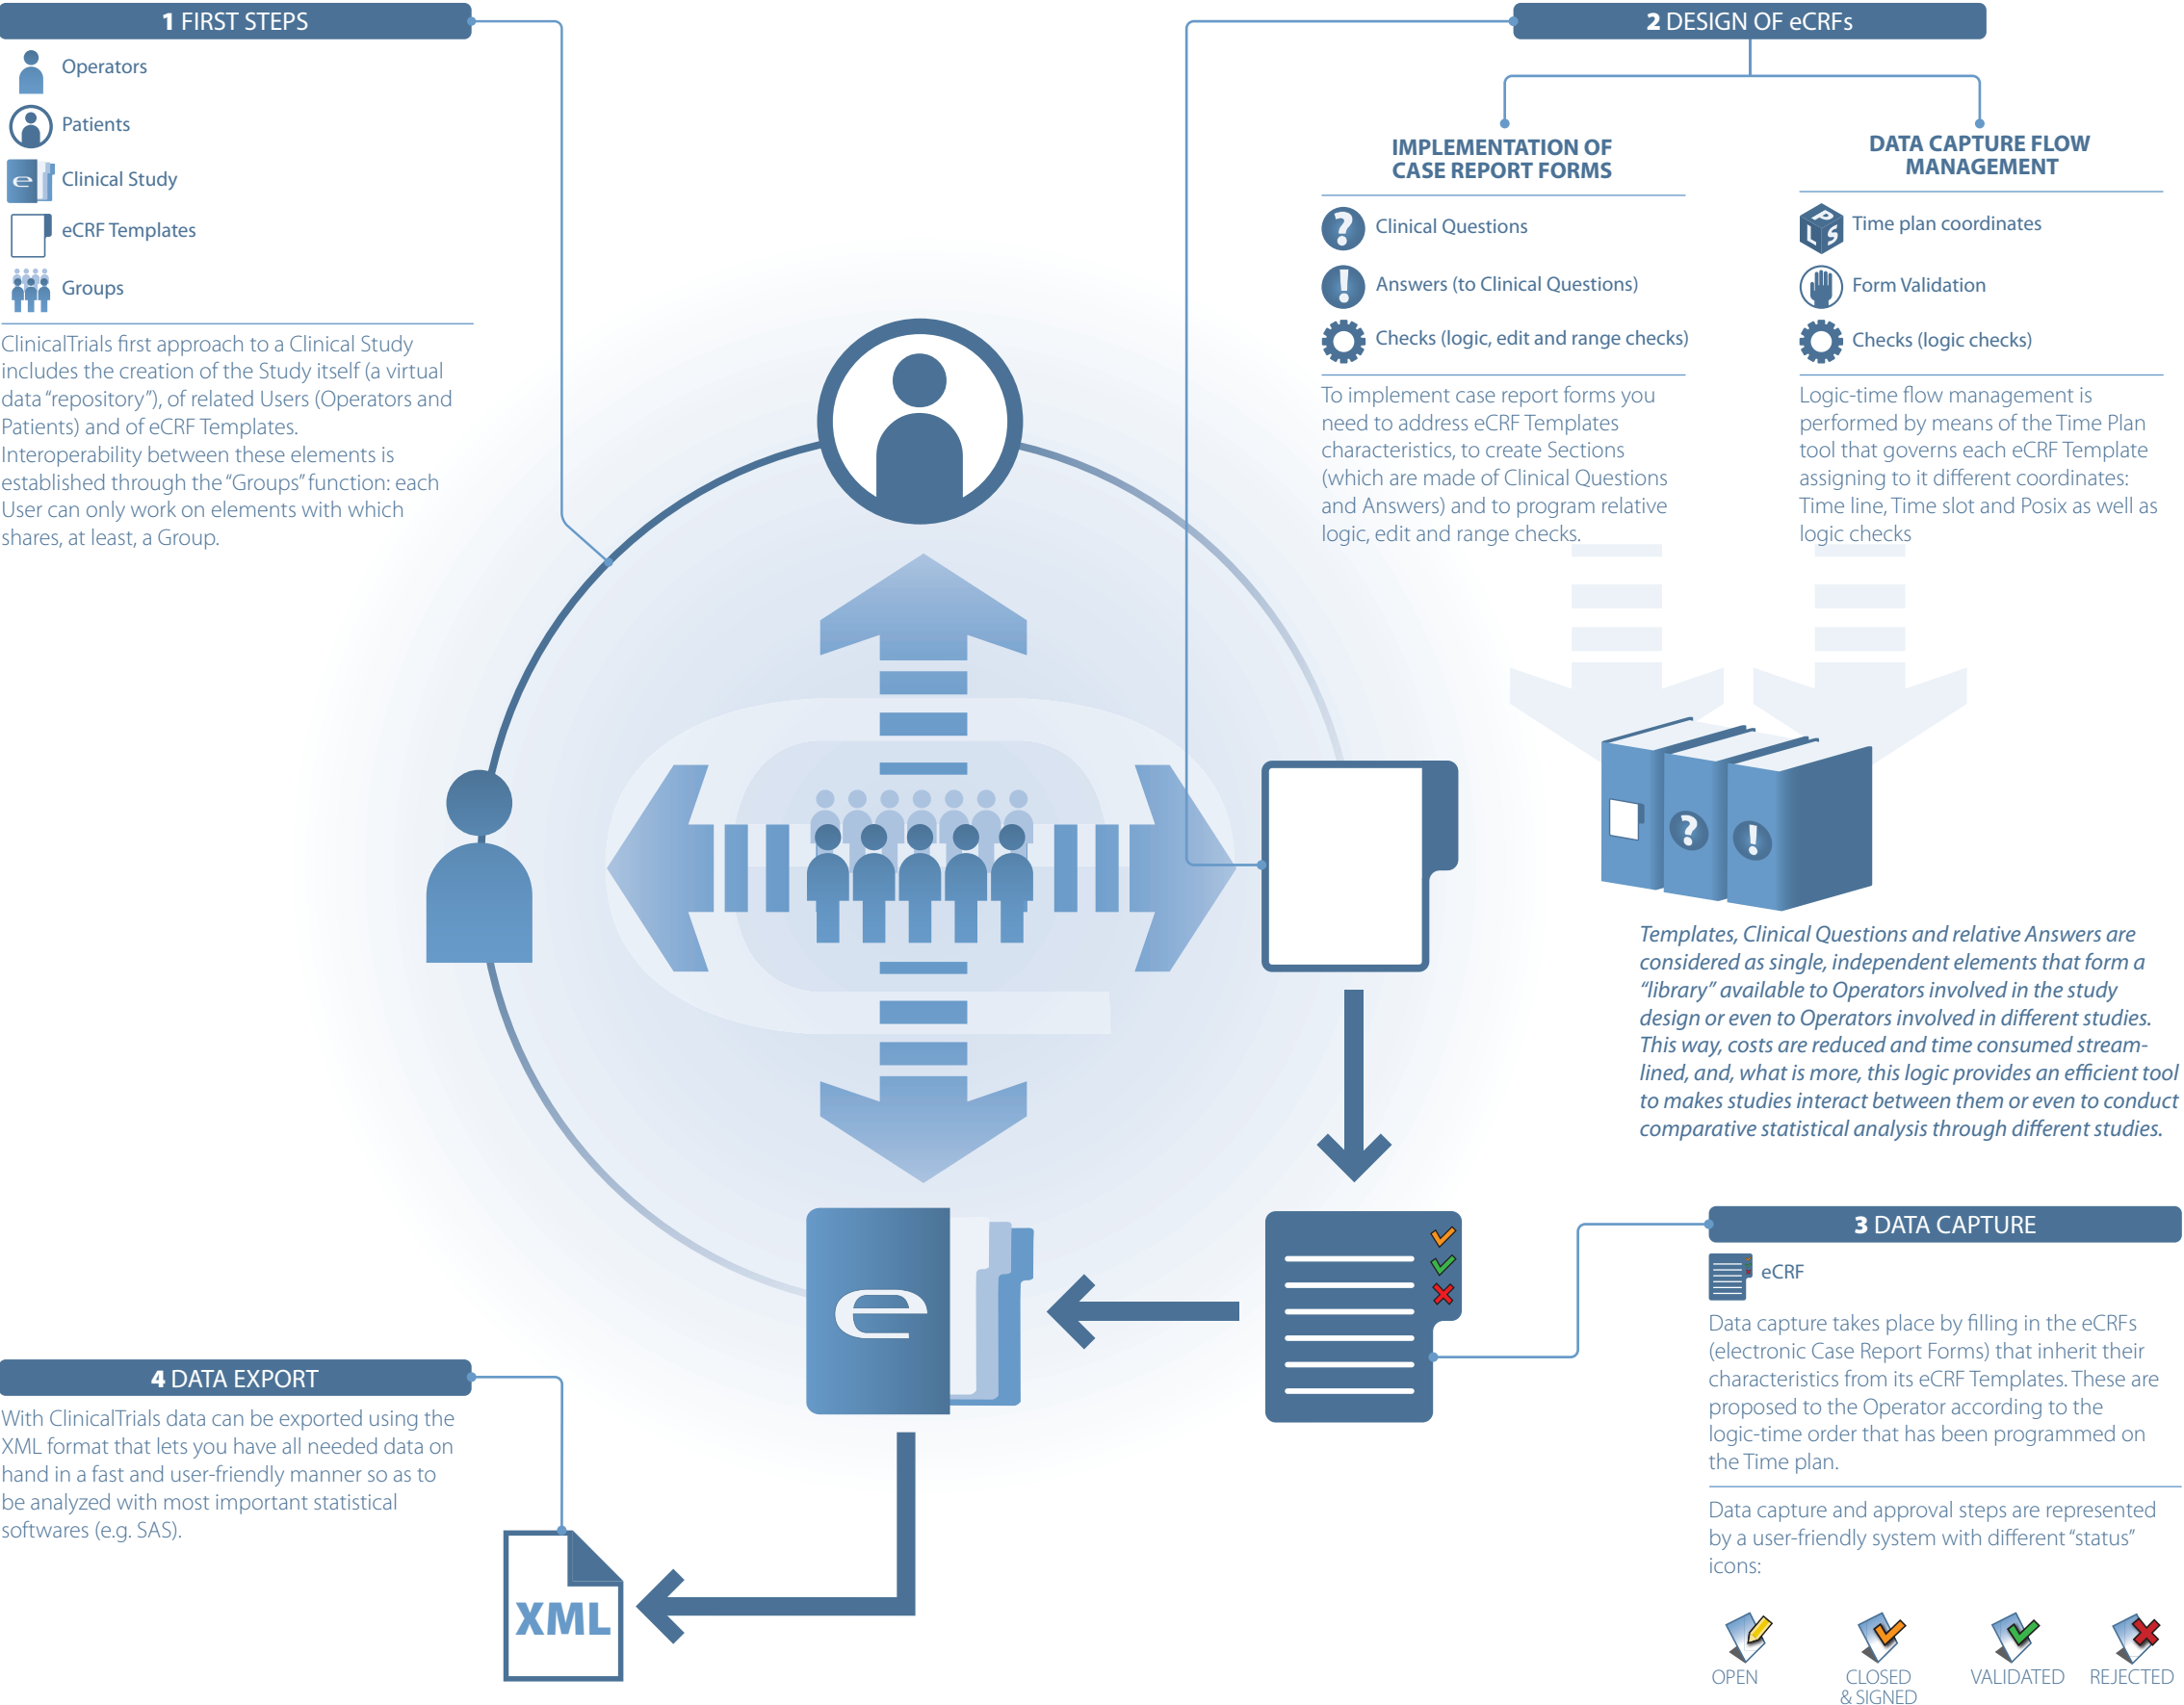 1 FIRST STEPS
Operators
Patients
e
Clinical Study
eCRF Templates
Groups
ClinicalTrials first approach to a Clinical Study
includes the creation of the Study itself (a virtual
data “repository”), of related Users (Operators and
Patients) and of eCRF Templates.
Interoperability between these elements is
established through the “Groups” function: each
User can only work on elements with which
shares, at least, a Group.
2 DESIGN OF eCRFs
IMPLEMENTATION OF
CASE REPORT FORMS
?
Clinical Questions
!
Answers (to Clinical Questions)
Checks (logic, edit and range checks)
To implement case report forms you
need to address eCRF Templates
characteristics, to create Sections
(which are made of Clinical Questions
and Answers) and to program relative
logic, edit and range checks.
DATA CAPTURE FLOW
MANAGEMENT
P
L S
Time plan coordinates
Form Validation
Checks (logic checks)
Logic-time flow management is
performed by means of the Time Plan
tool that governs each eCRF Template
assigning to it different coordinates:
Time line, Time slot and Posix as well as
logic checks
? !
Templates, Clinical Questions and relative Answers are
considered as single, independent elements that form a
“library” available to Operators involved in the study
design or even to Operators involved in different studies.
This way, costs are reduced and time consumed stream-
lined, and, what is more, this logic provides an efficient tool
to makes studies interact between them or even to conduct
comparative statistical analysis through different studies.
e
e
3 DATA CAPTURE
eCRF
Data capture takes place by filling in the eCRFs
(electronic Case Report Forms) that inherit their
characteristics from its eCRF Templates. These are
proposed to the Operator according to the
logic-time order that has been programmed on
the Time plan.
Data capture and approval steps are represented
by a user-friendly system with different “status”
icons:
OPEN
CLOSED
& SIGNED
VALIDATED
REJECTED
4 DATA EXPORT
With ClinicalTrials data can be exported using the
XML format that lets you have all needed data on
hand in a fast and user-friendly manner so as to
be analyzed with most important statistical
softwares (e.g. SAS).
XML